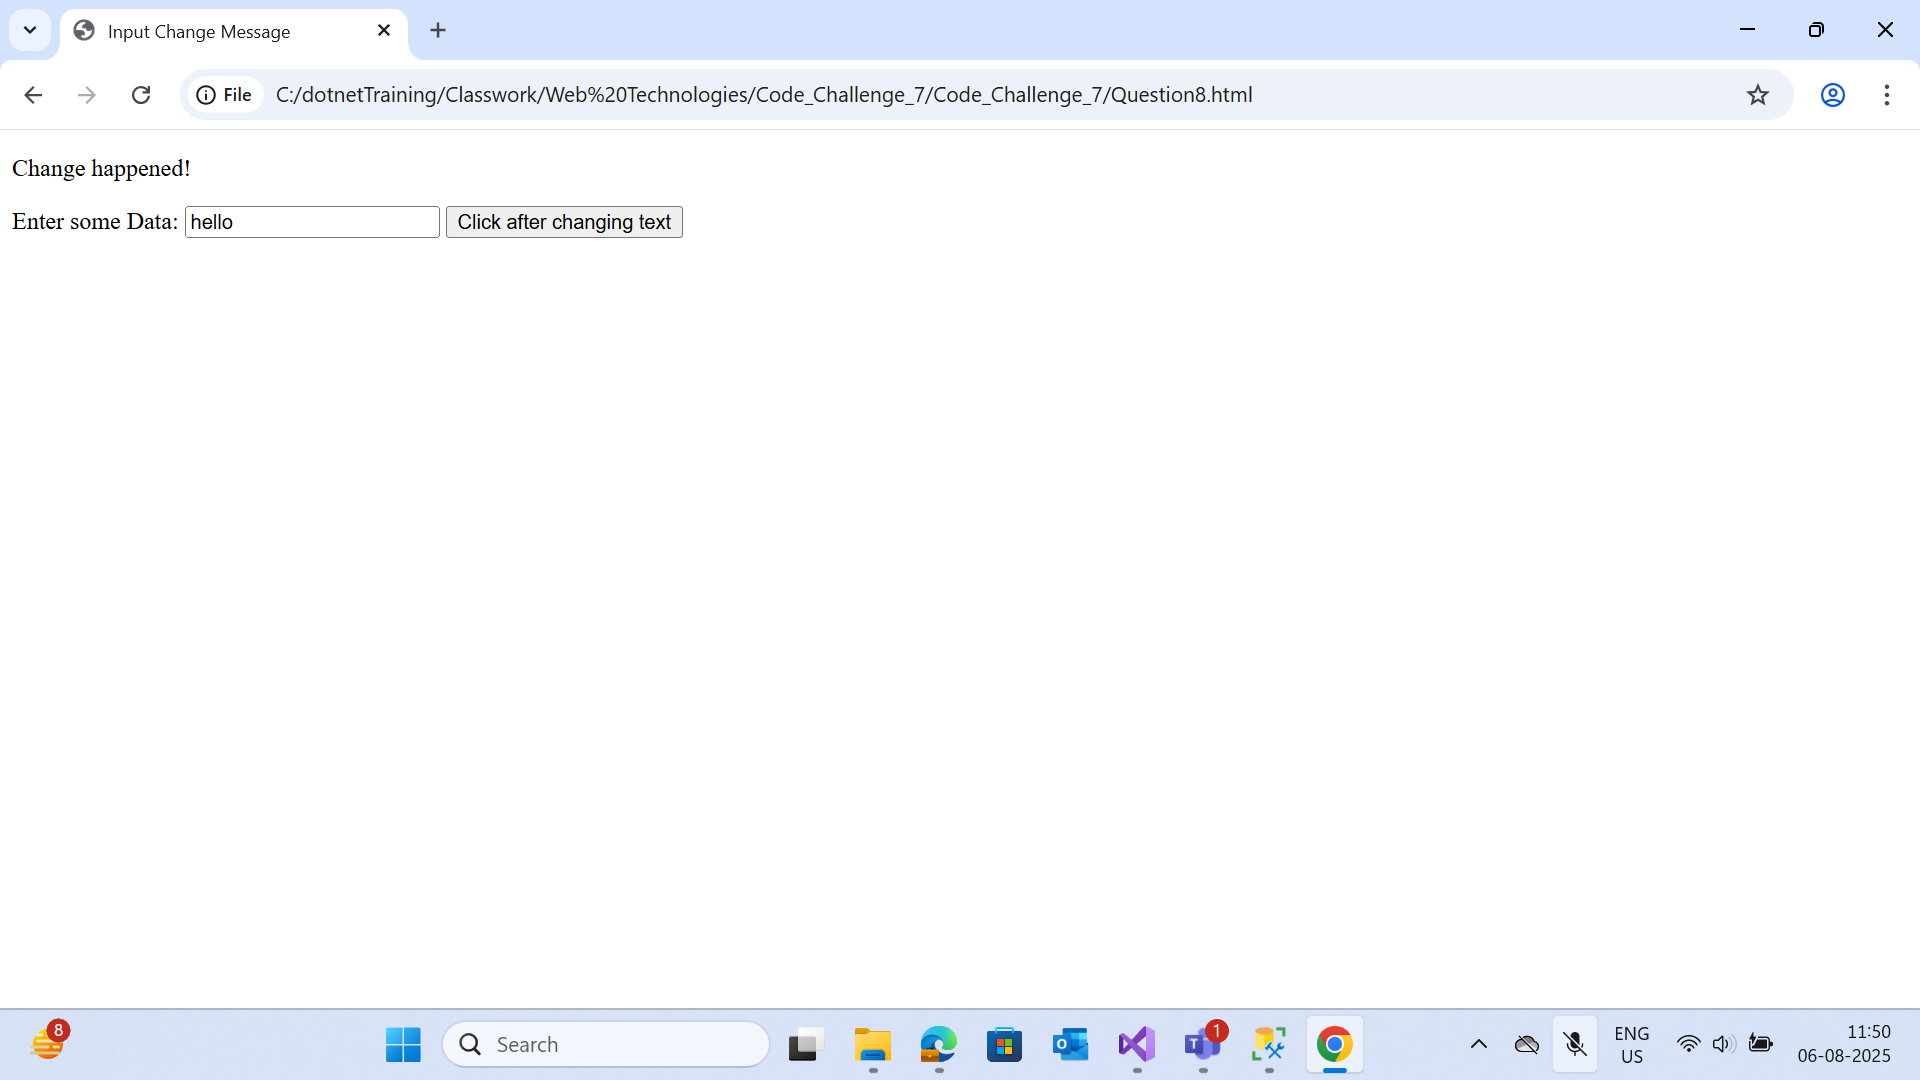 Input Change Message
File
C:/dotnetTraining/Classwork/Web%20Technologies/Code_Challenge_7/Code_Challenge_7/Question8.html
Change happened!
Enter some Data: hello Click after changing text
8
Search
1
ENG
US
11:50
06-08-2025